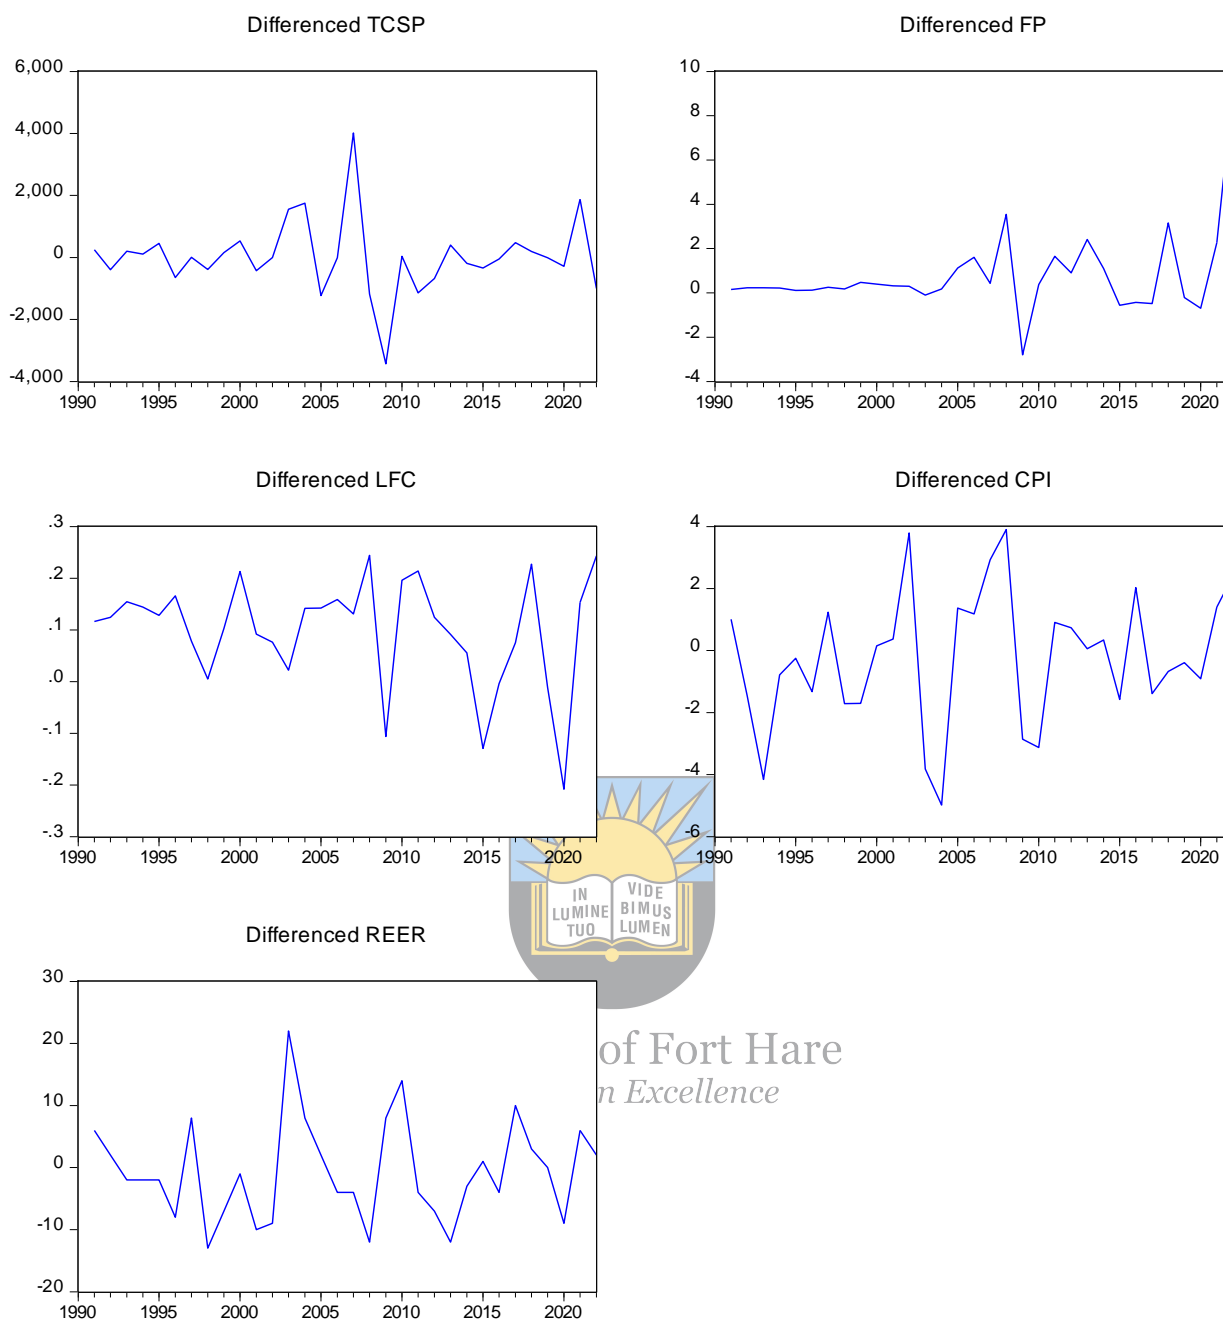 Differenced TCSP
6,000
4,000
2,000
0
-2,000
-4,000
1990 1995 2000 2005 2010 2015 2020
Differenced FP
10
8
6
4
2
0
-2
-4
1990 1995 2000 2005 2010 2015 2020
Differenced LFC
.3
.2
.1
.0
-.1
-.2
-.3
1990 1995 2000 2005 2010 2015 2020
Differenced CPI
4
2
0
-2
-4
-6
1990 1995 2000 2005 2010 2015 2020
IN LUMINE TUO
VIDE BIMUS LUMEN
of Fort Hare
n Excellence
Differenced REER
30
20
10
0
-10
-20
1990 1995 2000 2005 2010 2015 2020